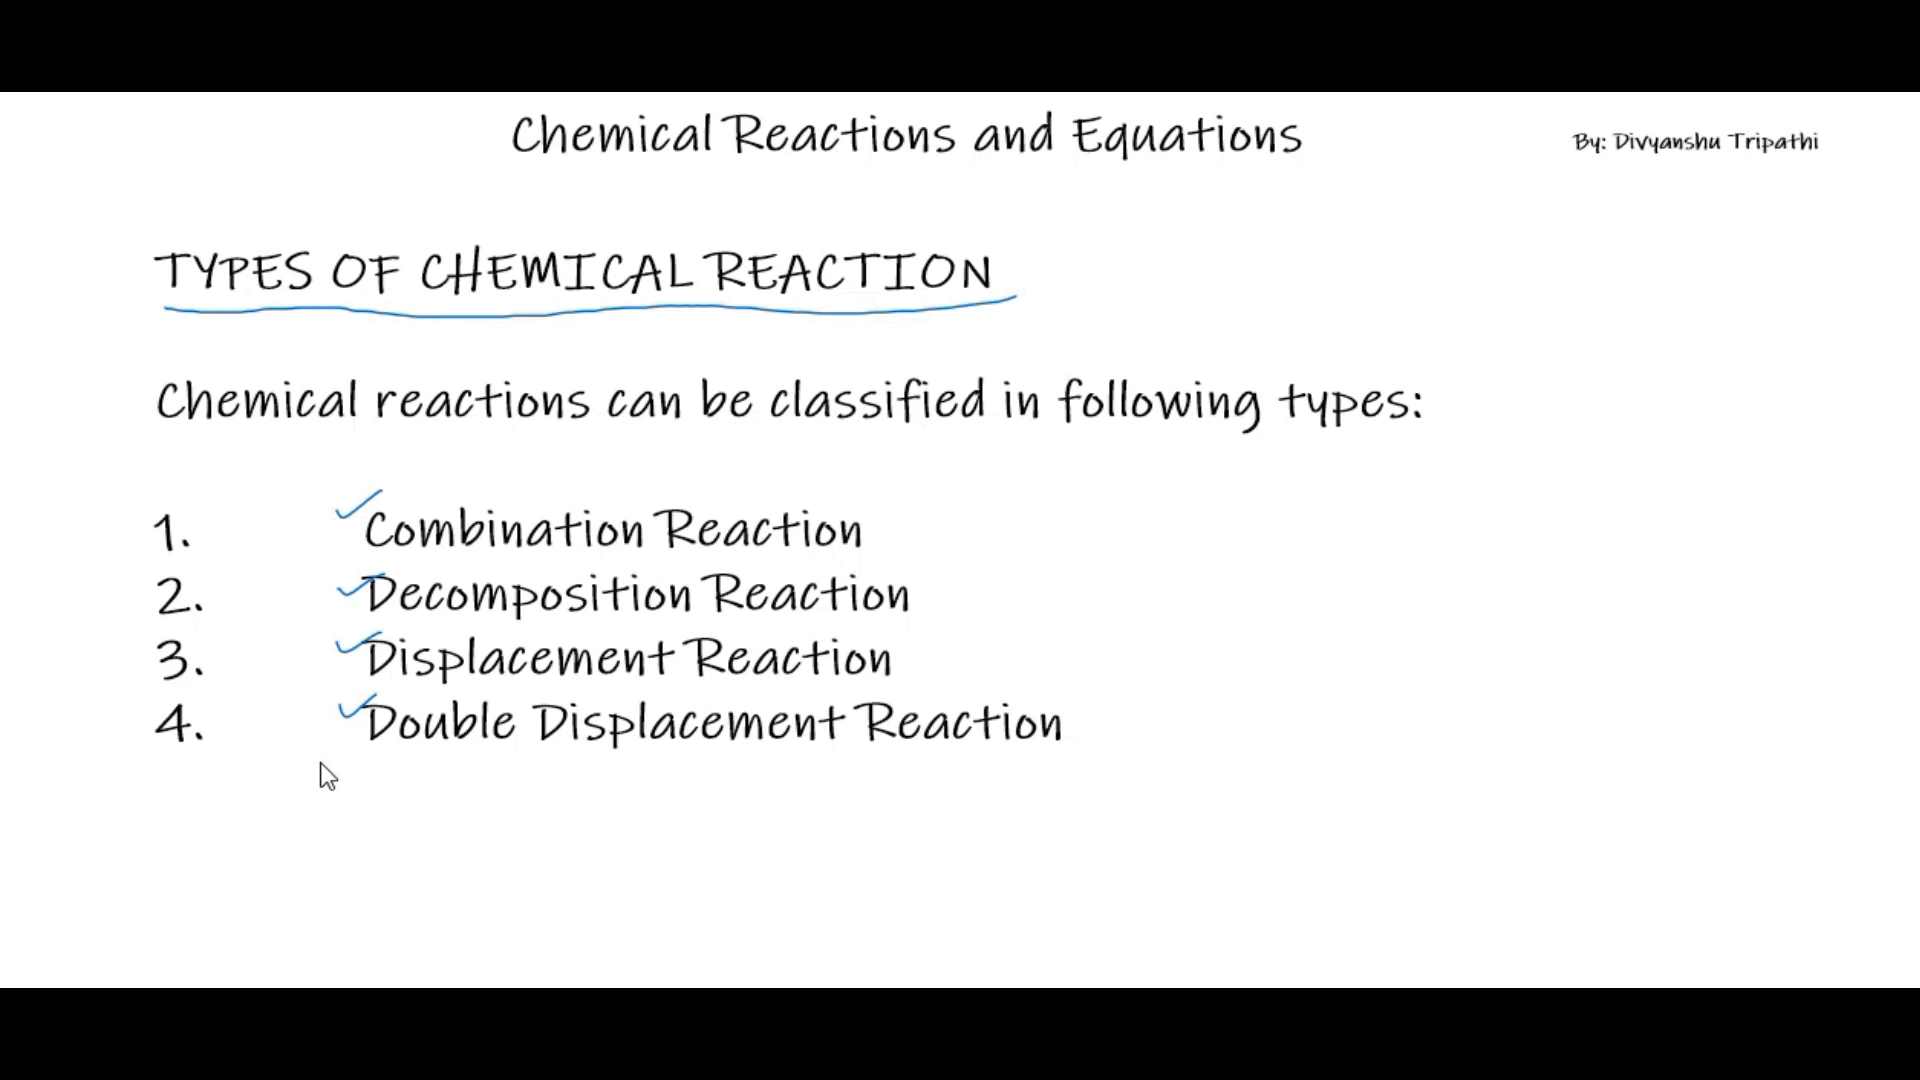 Chemical Reactions and Equations
By: Divyanshu Tripathi
TYPES OF CHEMICAL REACTION
Chemical reactions can be classified in following types:
1. Combination Reaction
2. Decomposition Reaction
3. Displacement Reaction
4. Double Displacement Reaction